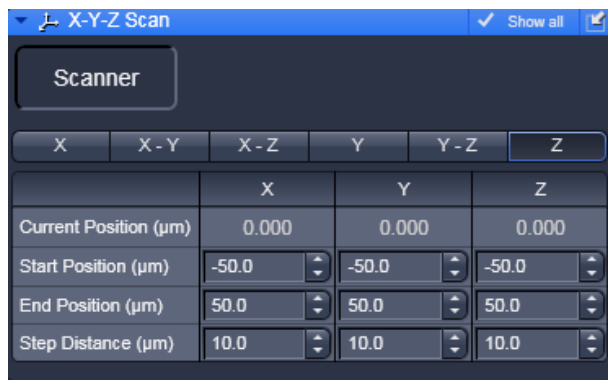 X-Y-Z Scan Show all
Scanner
X X-Y X-Z Y Y-Z Z
X Y Z
Current Position (µm) 0.000 0.000 0.000
Start Position (µm) -50.0 -50.0 -50.0
End Position (µm) 50.0 50.0 50.0
Step Distance (µm) 10.0 10.0 10.0